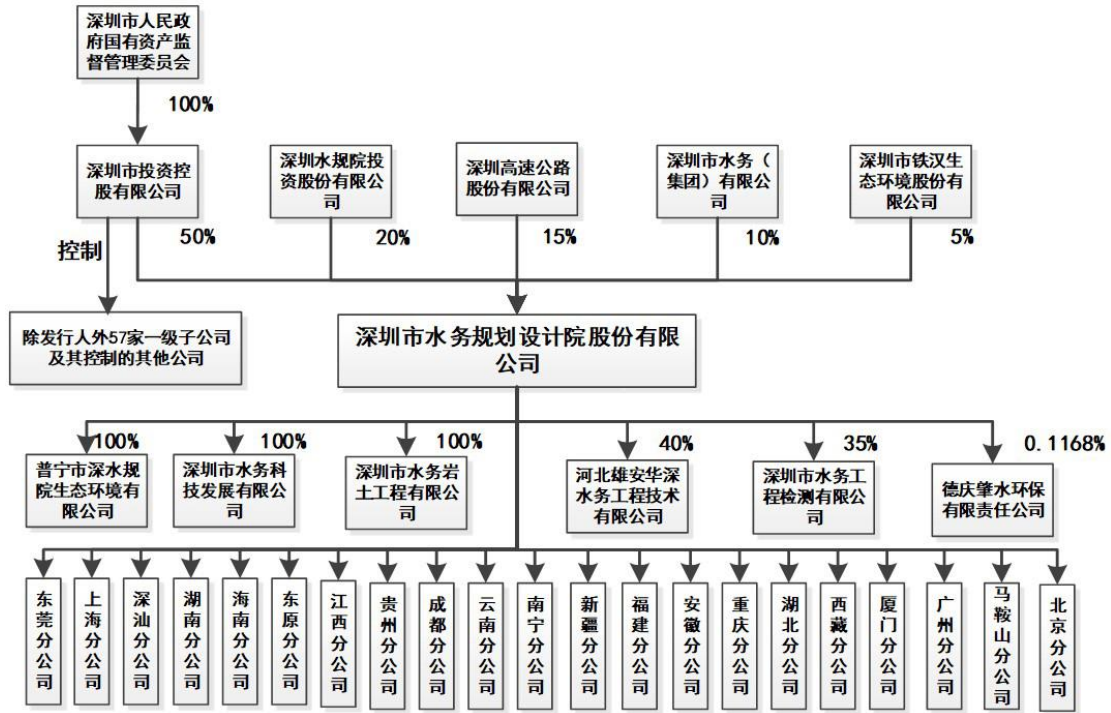 深圳市人民政
府国有资产监
督管理委员会
100%
深圳市投资控
股有限公司
深圳水规院投
资股份有限公
司
深圳高速公路
股份有限公司
深圳市水务（
集团）有限公
司
深圳市铁汉生
态环境股份有
限公司
控制
50%
20%
15%
10%
5%
除发行人外57家一级子公司
及其控制的其他公司
深圳市水务规划设计院股份有限
公司
100%
100%
100%
40%
35%
0.1168%
普宁市深水规
院生态环境有
限公司
深圳市水务科
技发展有限公
司
深圳市水务岩
土工程有限公
司
河北雄安华深
水务工程技术
有限公司
深圳市水务工
程检测有限公
司
德庆肇水环保
有限责任公司
东莞分公司
上海分公司
深汕分公司
湖南分公司
海南分公司
东原分公司
江西分公司
贵州分公司
成都分公司
云南分公司
南宁分公司
新疆分公司
福建分公司
安徽分公司
重庆分公司
湖北分公司
西藏分公司
厦门分公司
广州分公司
马鞍山分公司
北京分公司